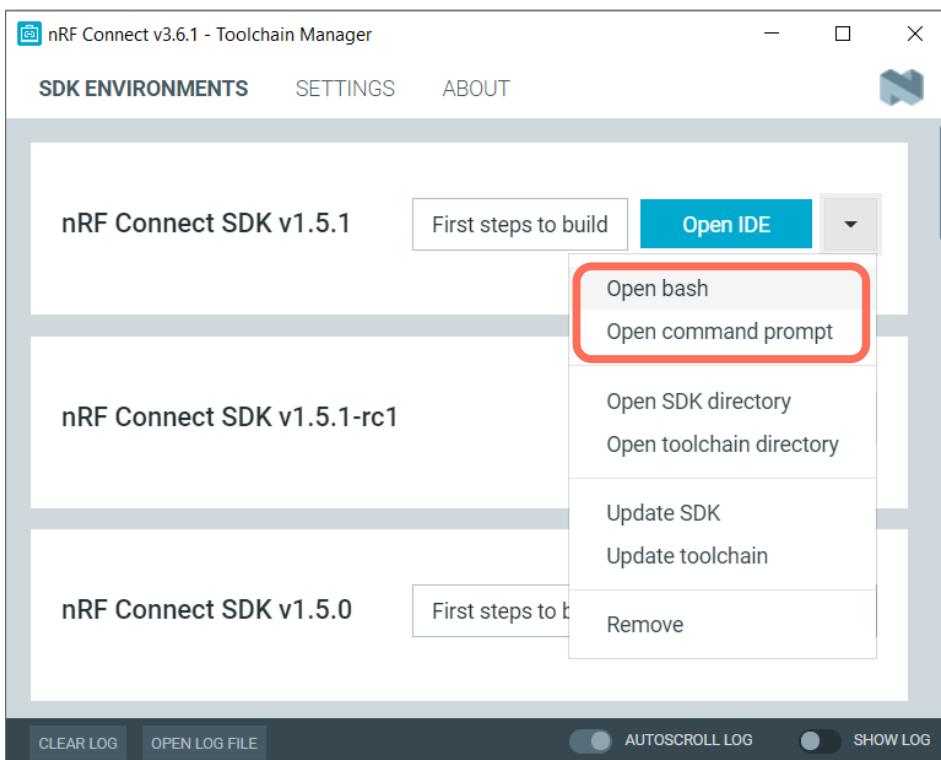 nRF Connect v3.6.1 - Toolchain Manager
SDK ENVIRONMENTS SETTINGS ABOUT
nRF Connect SDK v1.5.1 First steps to build Open IDE
Open bash
Open command prompt
nRF Connect SDK v1.5.1-rc1
Open SDK directory
Open toolchain directory
Update SDK
Update toolchain
nRF Connect SDK v1.5.0 First steps to b
Remove
CLEAR LOG OPEN LOG FILE AUTOSCROLL LOG SHOW LOG